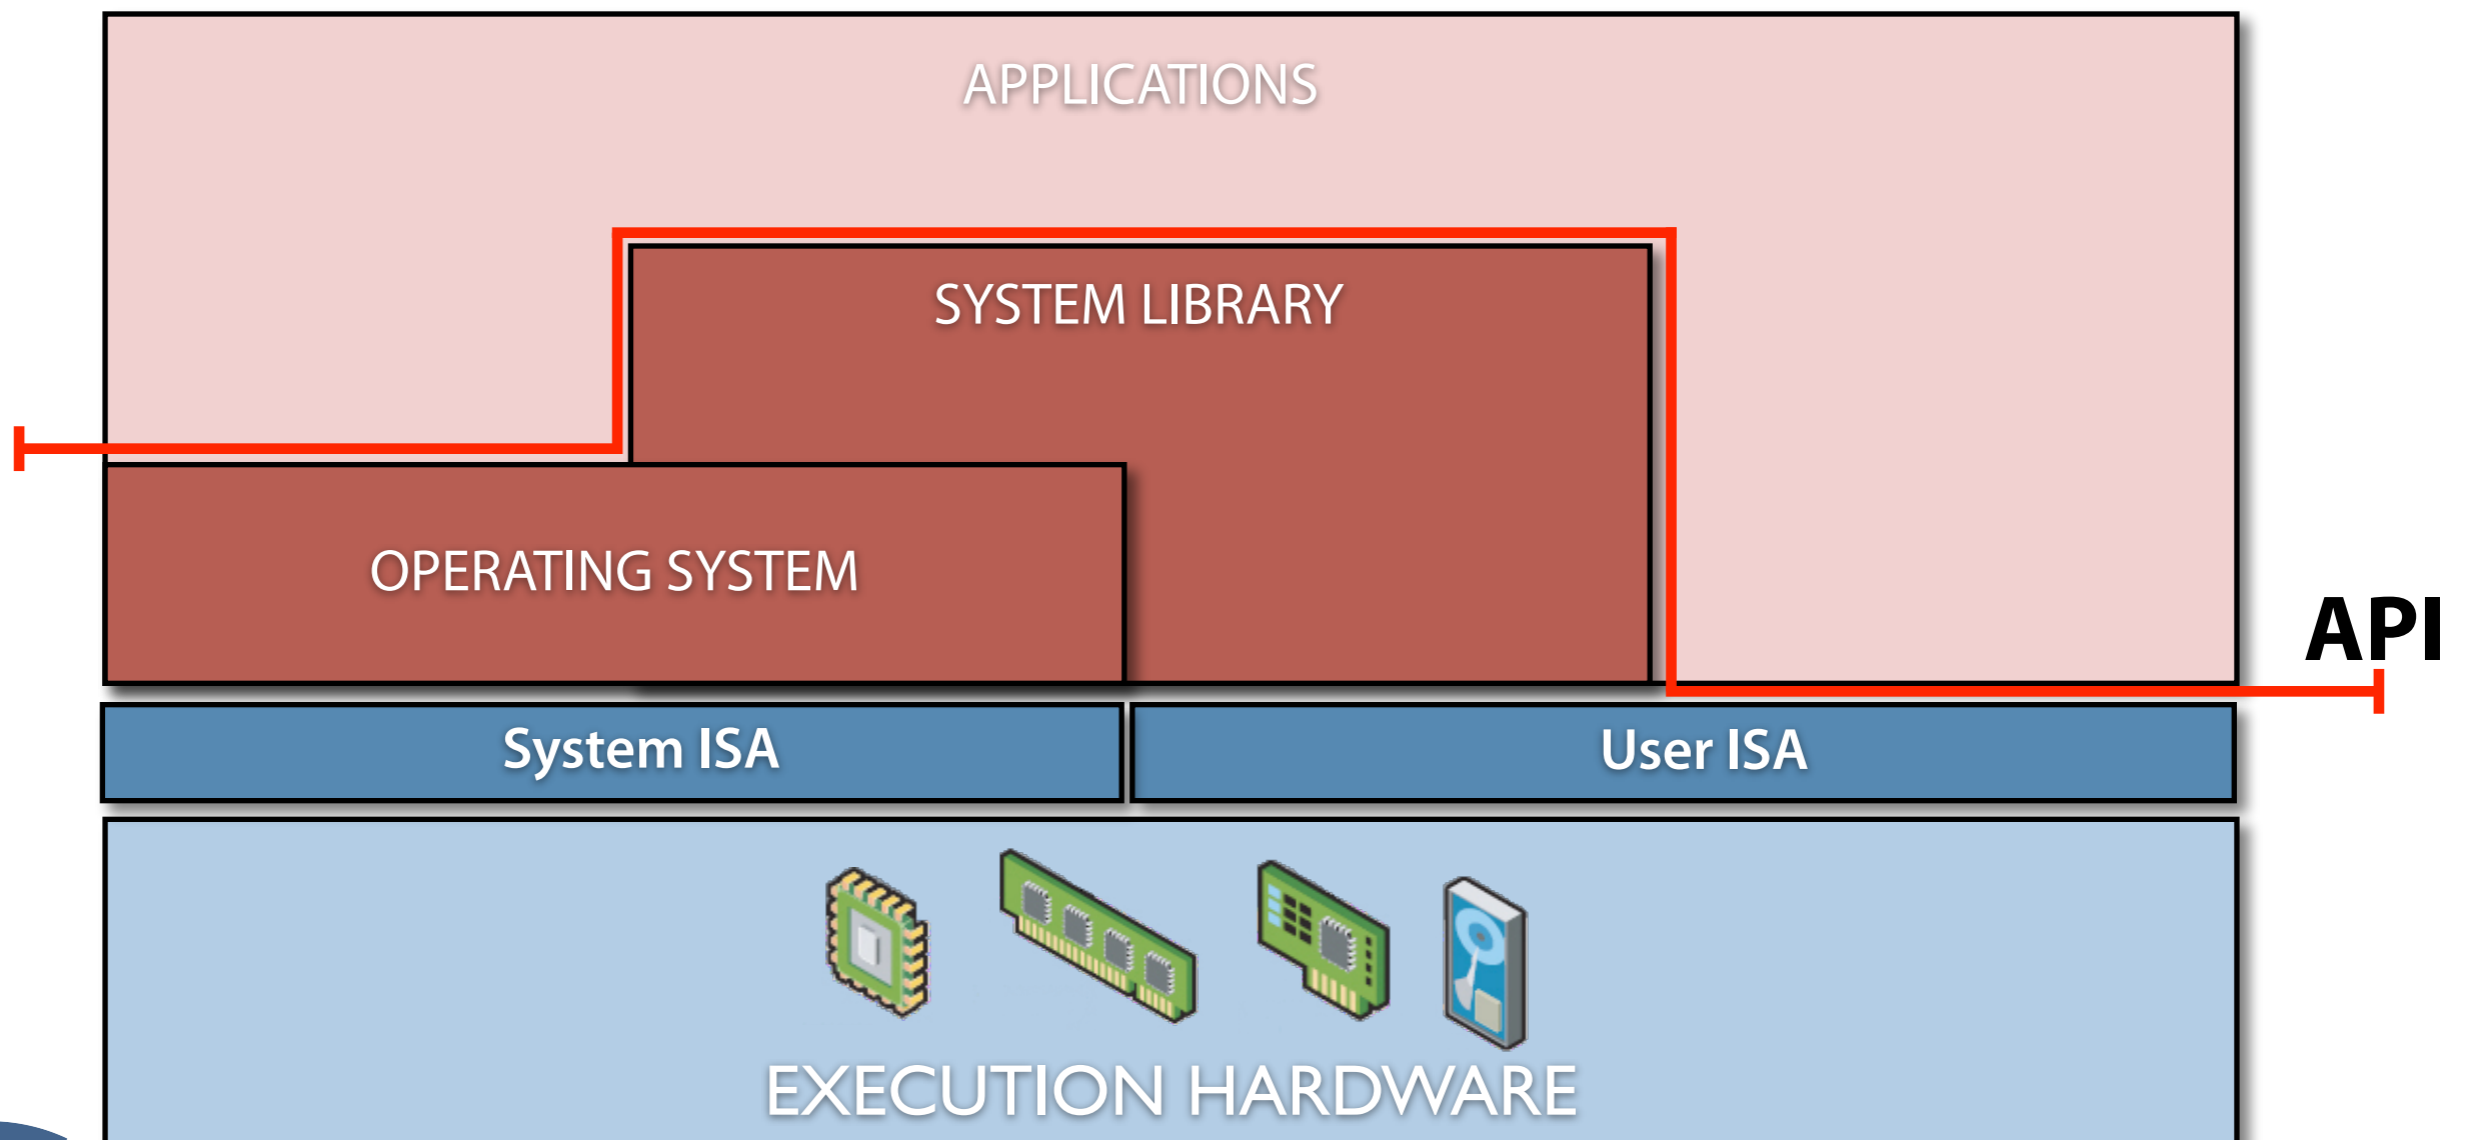 APPLICATIONS
SYSTEM LIBRARY
OPERATING SYSTEM
API
System ISA
User ISA
EXECUTION HARDWARE